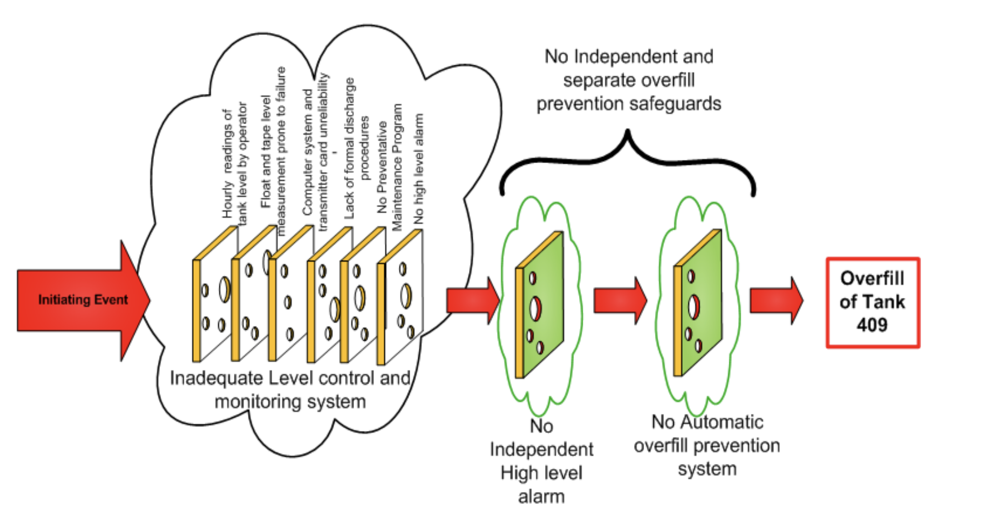 Initiating Event
Hourly readings of
tank level by operator
Float and tape level
measurement prone to failure
Computer system and
transmitter card unreliability
'
Lack of formal discharge
procedures
No Preventative
Maintenance Program
No high level alarm
Inadequate Level control and
monitoring system
No Independent and
separate overfill
prevention safeguards
No
Independent
High level
alarm
No Automatic
overfill prevention
system
Overfill
of Tank
409